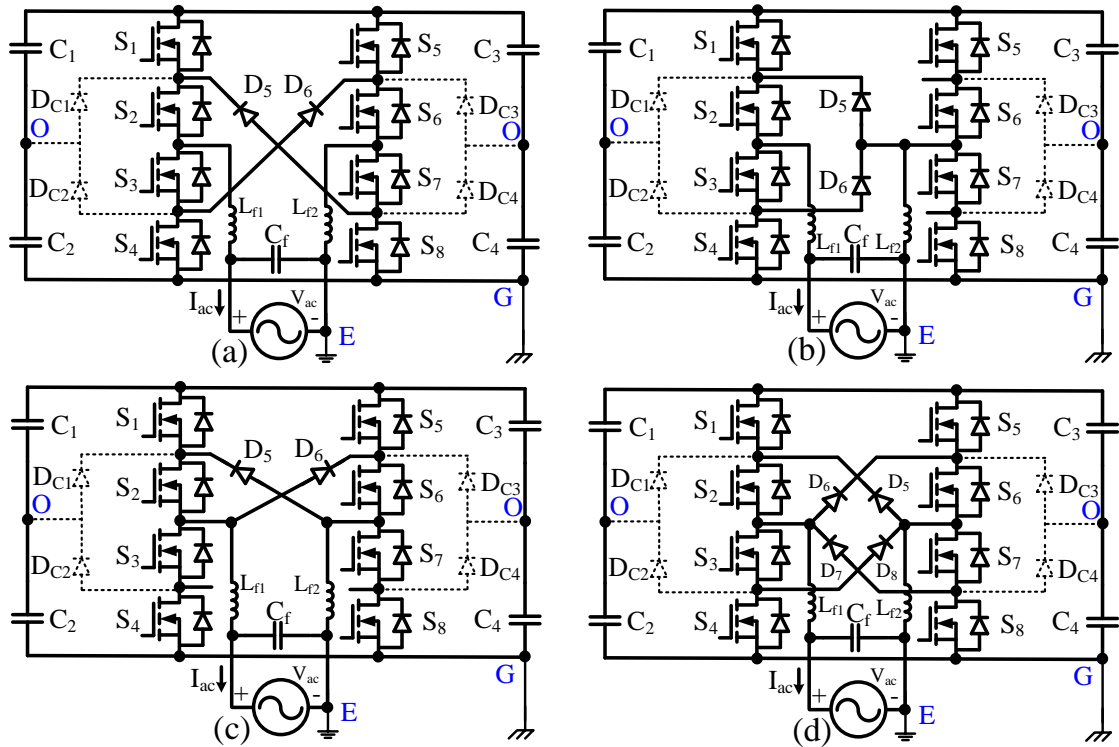 C1 S1 S5 C3
DC1 D5 D6 DC3
S2 S6
O O
S3 S7
DC2 Lf1 Lf2 DC4
C2 S4 Cf S8 C4
G
Iac Vac
+ -
E
(a)
C1 S1 S5 C3
DC1 D5 DC3
S2 S6
O O
S3 D6 S7
DC2 DC4
C2 S4 Lf1 Cf Lf2 S8 C4
G
Iac Vac
+ -
E
(b)
C1 S1 S5 C3
DC1 D5 D6 DC3
S2 S6
O O
S3 S7
DC2 Lf1 Lf2 DC4
C2 S4 Cf S8 C4
G
Iac Vac
+ -
E
(c)
C1 S1 S5 C3
DC1 D6 D5 DC3
S2 S6
O O
S3 S7
DC2 D7 D8 DC4
C2 S4 Lf1 Cf Lf2 S8 C4
G
Iac Vac
+ -
E
(d)